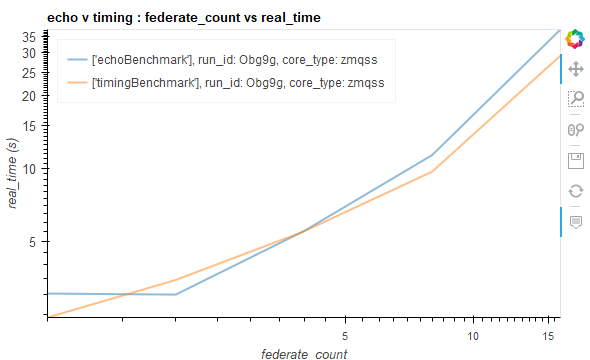 echo v timing : federate_count vs real_time
['echoBenchmark'], run_id: Obg9g, core_type: zmqss
['timingBenchmark'], run_id: Obg9g, core_type: zmqss
35
30
25
20
15
10
5
real_time (s)
5
10
15
federate_count